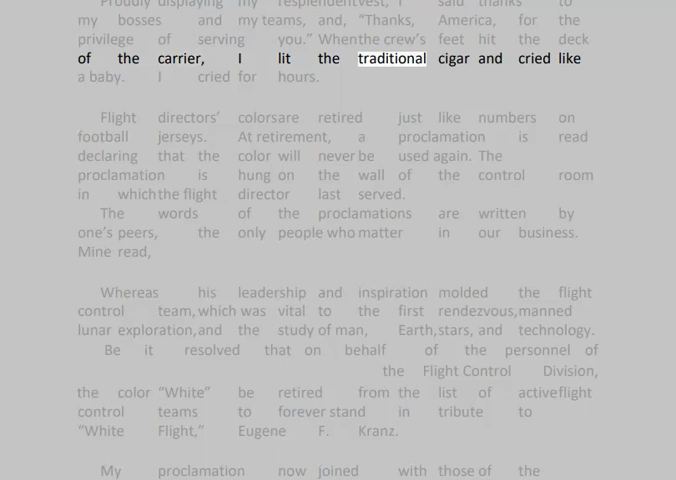 Proudly displaying my resplendent vest, I said thanks to
my bosses and my teams, and, “Thanks, America, for the
privilege of serving you.” When the crew’s feet hit the deck
of the carrier, I lit the traditional cigar and cried like
a baby. I cried for hours.
Flight directors’ colors are retired just like numbers on
football jerseys. At retirement, a proclamation is read
declaring that the color will never be used again. The
proclamation is hung on the wall of the control room
in which the flight director last served.
The words of the proclamations are written by
one’s peers, the only people who matter in our business.
Mine read,
Whereas his leadership and inspiration molded the flight
control team, which was vital to the first rendezvous, manned
lunar exploration, and the study of man, Earth, stars, and technology.
Be it resolved that on behalf of the personnel of
the Flight Control Division,
the color “White” be retired from the list of active flight
control teams to forever stand in tribute to
“White Flight,” Eugene F. Kranz.
My proclamation now joined with those of the